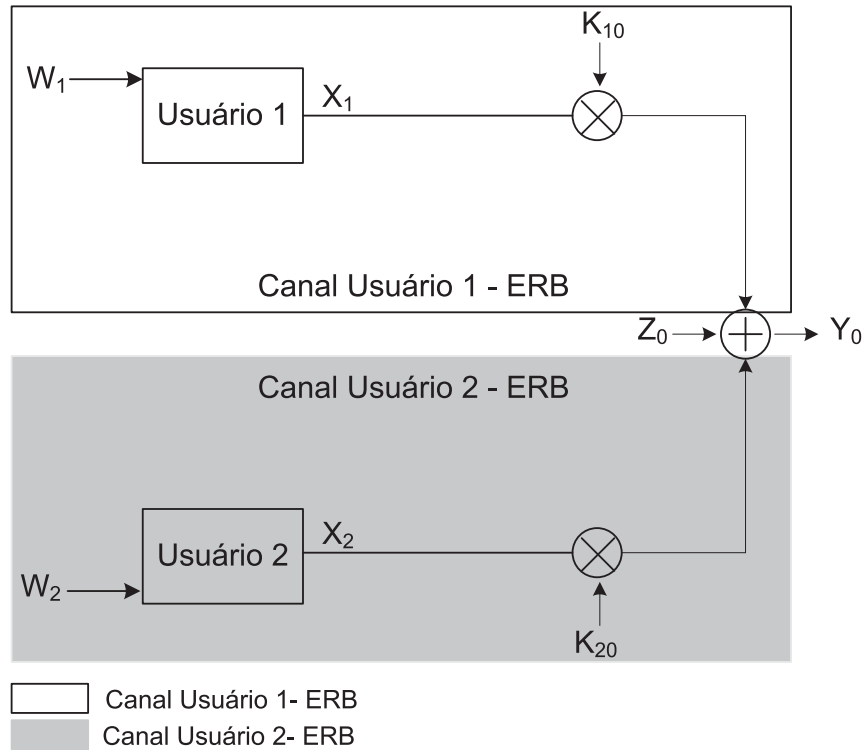 K10
W1
Usuário 1
X1
Canal Usuário 1 - ERB
Z0
Y0
Canal Usuário 2 - ERB
Usuário 2
X2
W2
K20
Canal Usuário 1- ERB
Canal Usuário 2- ERB